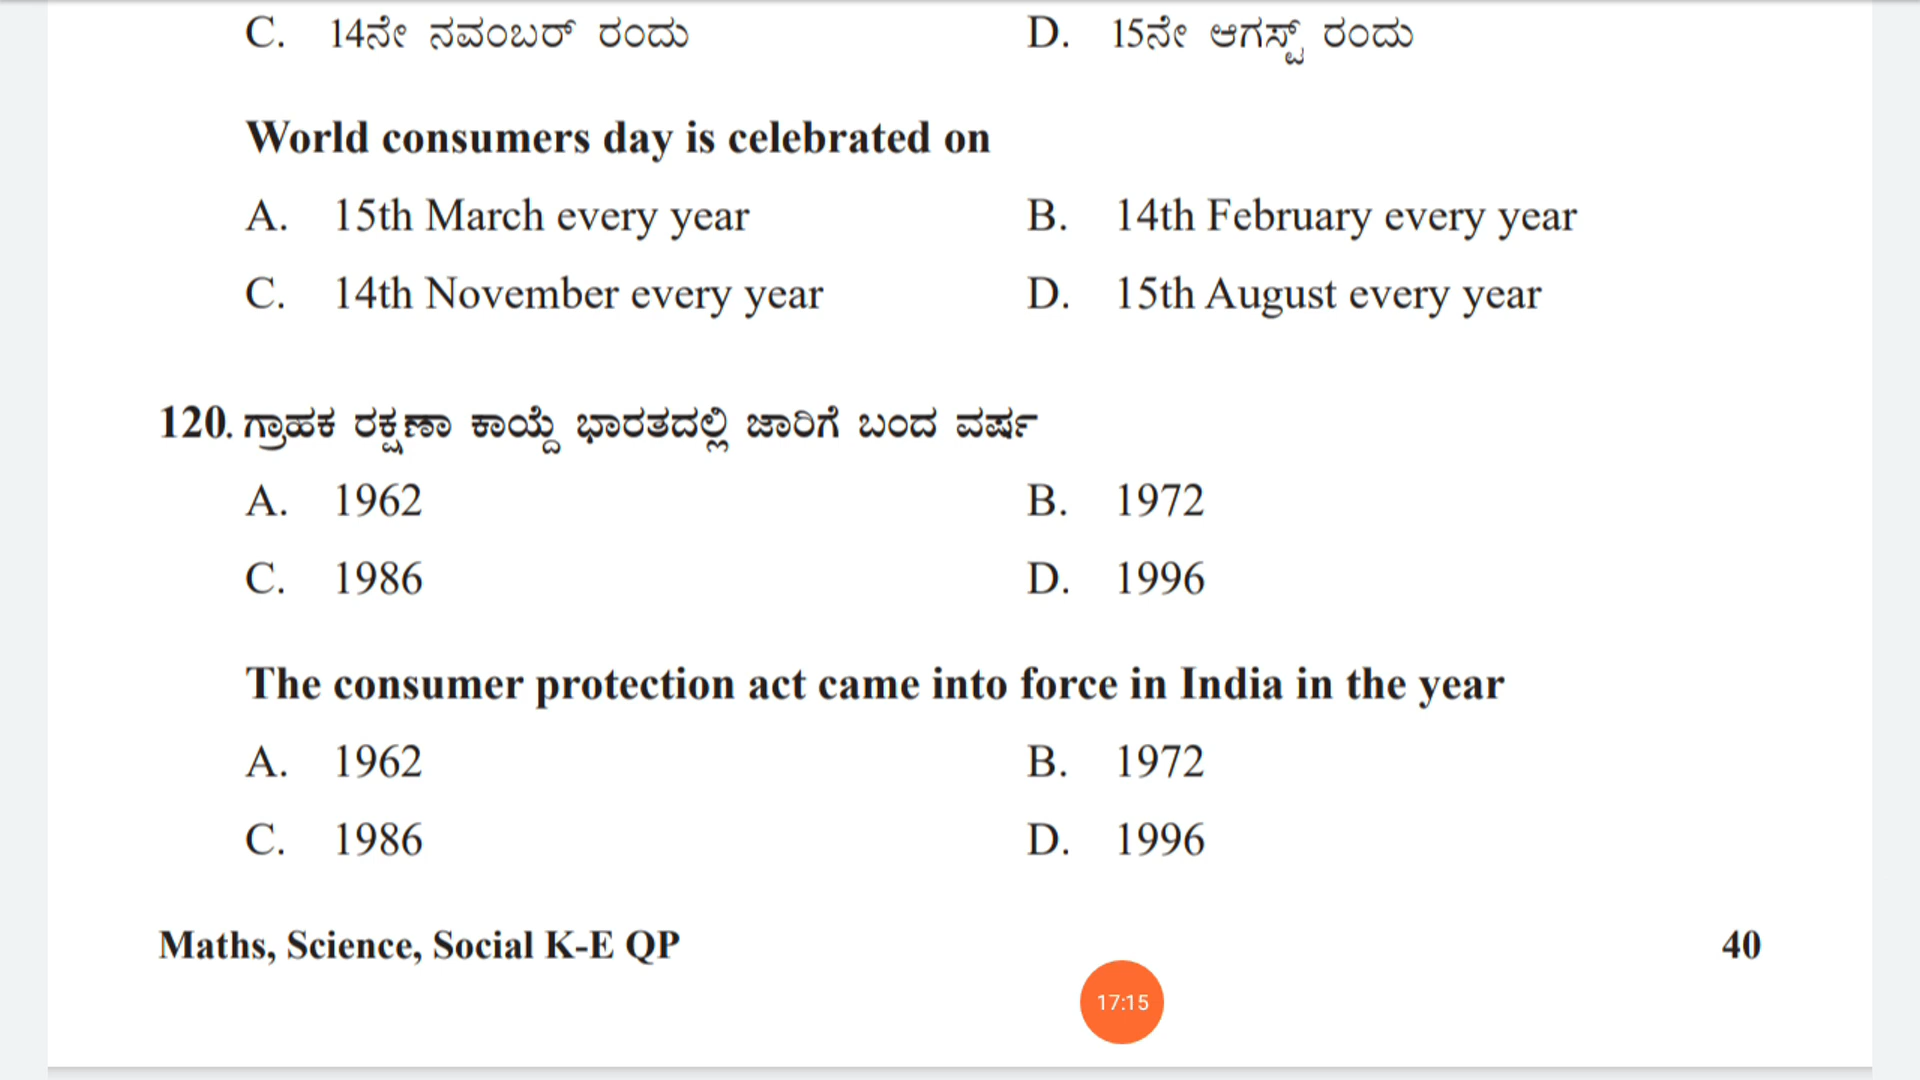 C. 14ನೇ ನವಂಬರ್ ರಂದು D. 15ನೇ ಆಗಸ್ಟ್ ರಂದು
World consumers day is celebrated on
A. 15th March every year B. 14th February every year
C. 14th November every year D. 15th August every year
120. ಗ್ರಾಹಕ ರಕ್ಷಣಾ ಕಾಯ್ದೆ ಭಾರತದಲ್ಲಿ ಜಾರಿಗೆ ಬಂದ ವರ್ಷ
A. 1962 B. 1972
C. 1986 D. 1996
The consumer protection act came into force in India in the year
A. 1962 B. 1972
C. 1986 D. 1996
Maths, Science, Social K-E QP 40
17:15